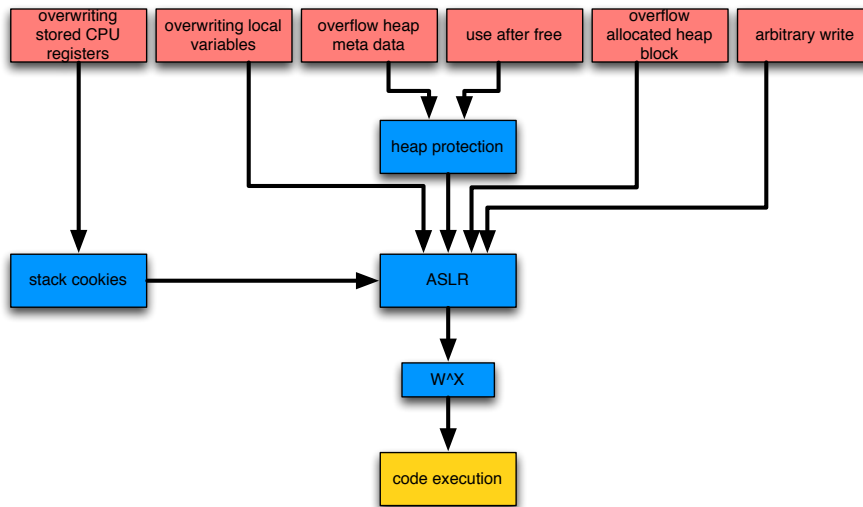 overwriting
stored CPU
registers
overwriting local
variables
overflow heap
meta data
use after free
overflow
allocated heap
block
arbitrary write
heap protection
stack cookies
ASLR
W^X
code execution